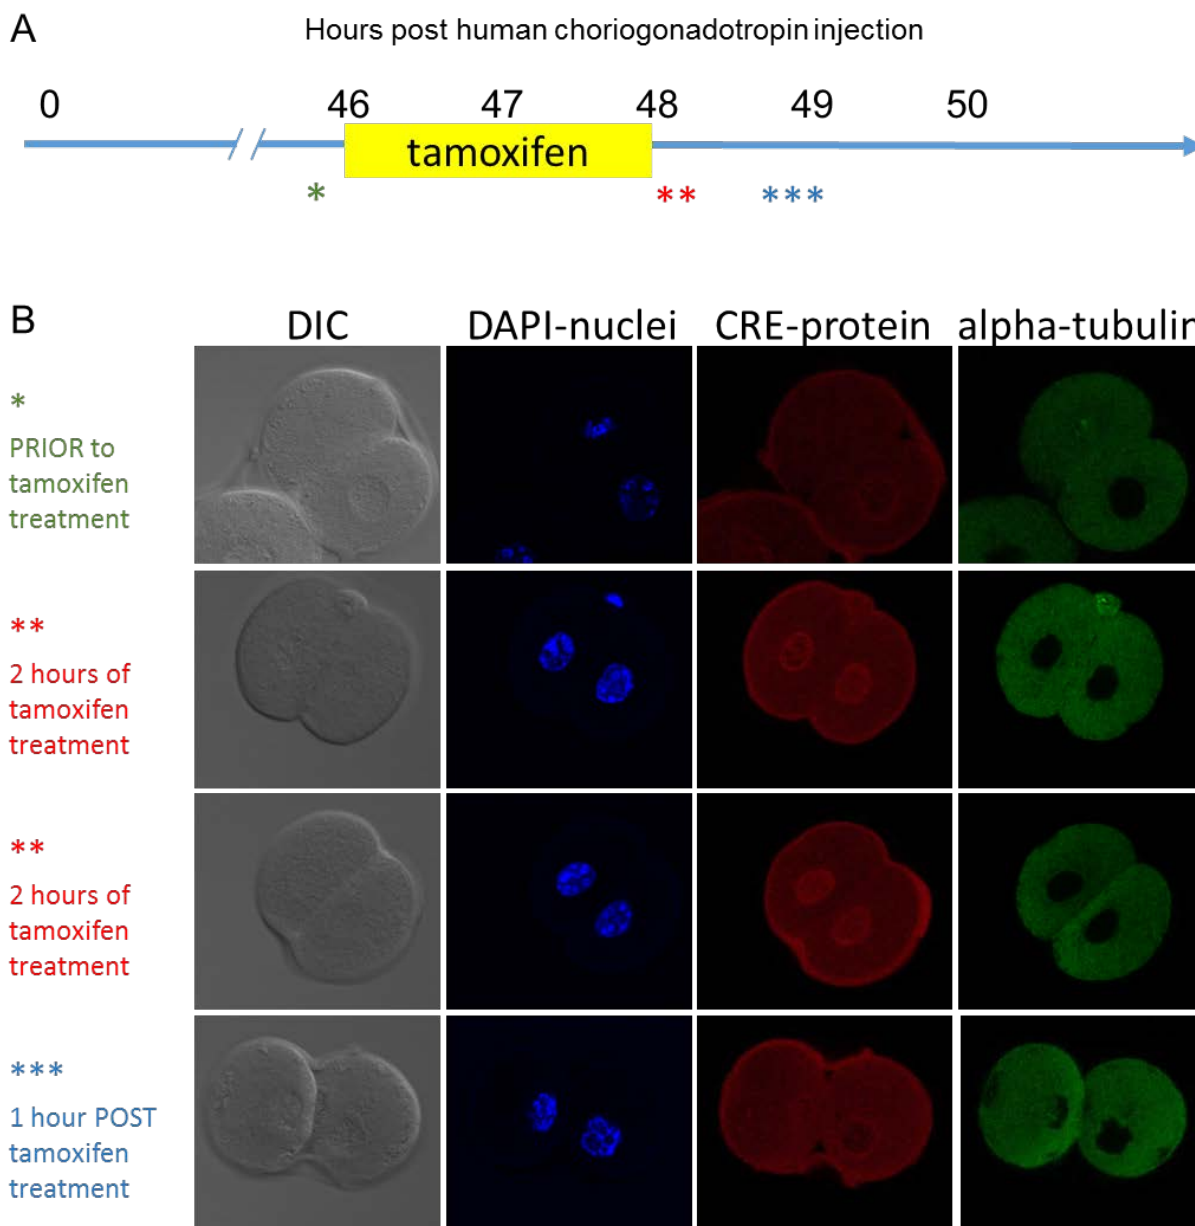 A
Hours post human choriogonadotropin injection
0 46 47 48 49 50
tamoxifen
* ** ***
B
DIC DAPI-nuclei CRE-protein alpha-tubulin
*
PRIOR to
tamoxifen
treatment
**
2 hours of
tamoxifen
treatment
**
2 hours of
tamoxifen
treatment
***
1 hour POST
tamoxifen
treatment